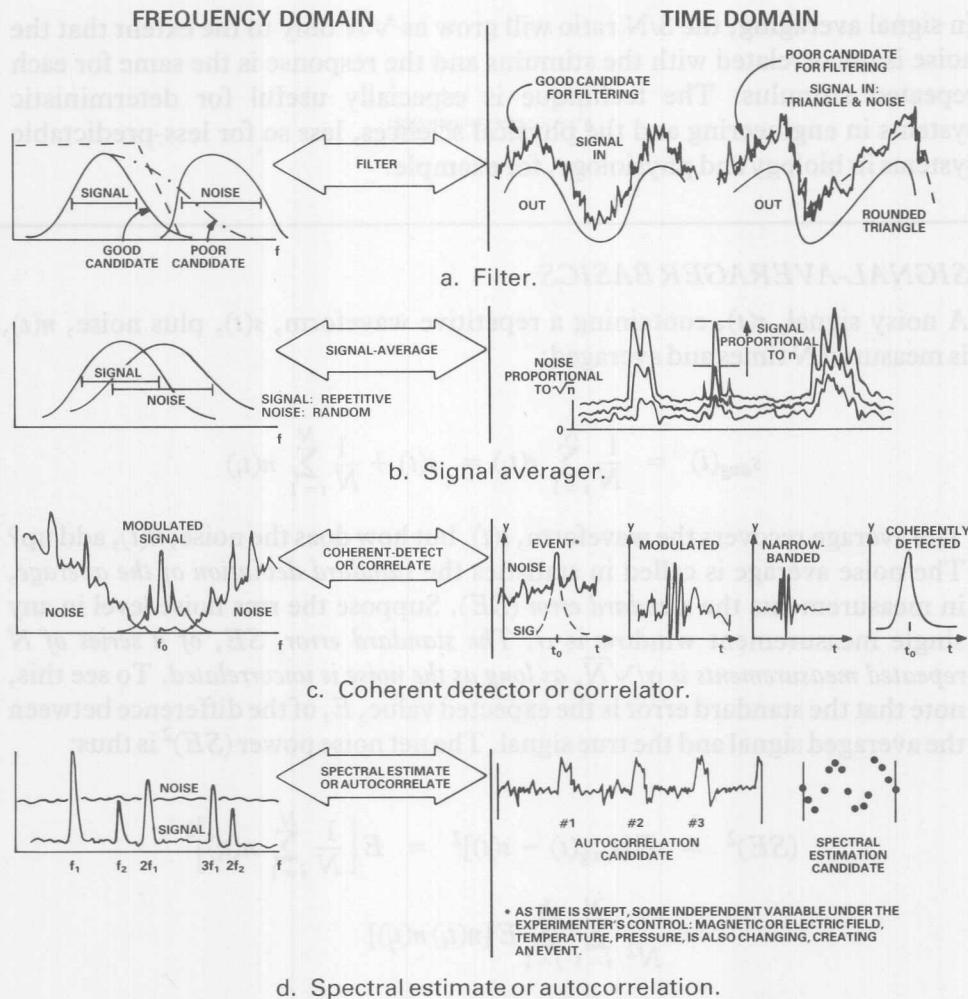 FREQUENCY DOMAIN
TIME DOMAIN
SIGNAL
NOISE
GOOD
CANDIDATE
POOR
CANDIDATE
f
FILTER
GOOD CANDIDATE
FOR FILTERING
SIGNAL
OUT
POOR CANDIDATE
FOR FILTERING
SIGNAL IN:
TRIANGLE & NOISE
OUT
ROUNDED
TRIANGLE
a. Filter.
SIGNAL
NOISE
SIGNAL: REPETITIVE
NOISE: RANDOM
f
SIGNAL-AVERAGE
NOISE
PROPORTIONAL
TO √n
SIGNAL
PROPORTIONAL
TO n
0
b. Signal averager.
MODULATED
SIGNAL
NOISE
NOISE
f₀
f
COHERENT-DETECT
OR CORRELATE
Y
EVENT*
NOISE
SIG
t₀
t
Y
MODULATED
t
Y
NARROW-
BANDED
t
Y
COHERENTLY
DETECTED
t₀
t
c. Coherent detector or correlator.
NOISE
SIGNAL
f₁
f₂
2f₁
3f₁
2f₂
f
SPECTRAL ESTIMATE
OR AUTOCORRELATE
#1
#2
#3
AUTOCORRELATION
CANDIDATE
SPECTRAL
ESTIMATION
CANDIDATE
* AS TIME IS SWEPT, SOME INDEPENDENT VARIABLE UNDER THE
EXPERIMENTER'S CONTROL: MAGNETIC OR ELECTRIC FIELD,
TEMPERATURE, PRESSURE, IS ALSO CHANGING, CREATING
AN EVENT.
d. Spectral estimate or autocorrelation.